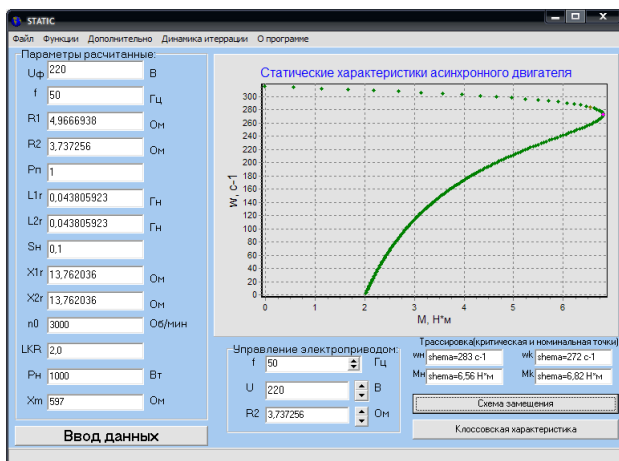 STATIC
Файл Функции Дополнительно Динамика итеррации О программе
Параметры расчитанные:
Uф 220 В
f 50 Гц
R1 4,9666938 Ом
R2 3,737256 Ом
Pп 1
L1r 0,043805923 Гн
L2r 0,043805923 Гн
Sн 0,1
X1r 13,762036 Ом
X2r 13,762036 Ом
n0 3000 Об/мин
LKR 2,0
Pн 1000 Вт
Xm 597 Ом
Ввод данных
Статические характеристики асинхронного двигателя
w, c-1
300
280
260
240
220
200
180
160
140
120
100
80
60
40
20
0
0 1 2 3 4 5 6
M, Н*м
Управление электроприводом:
f 50 Гц
U 220 В
R2 3,737256 Ом
Трассировка(критическая и номинальная точки)
wн shema=283 c-1 wk shema=272 c-1
Mн shema=6,56 Н*м Mk shema=6,82 Н*м
Схема замещения
Клоссовская характеристика